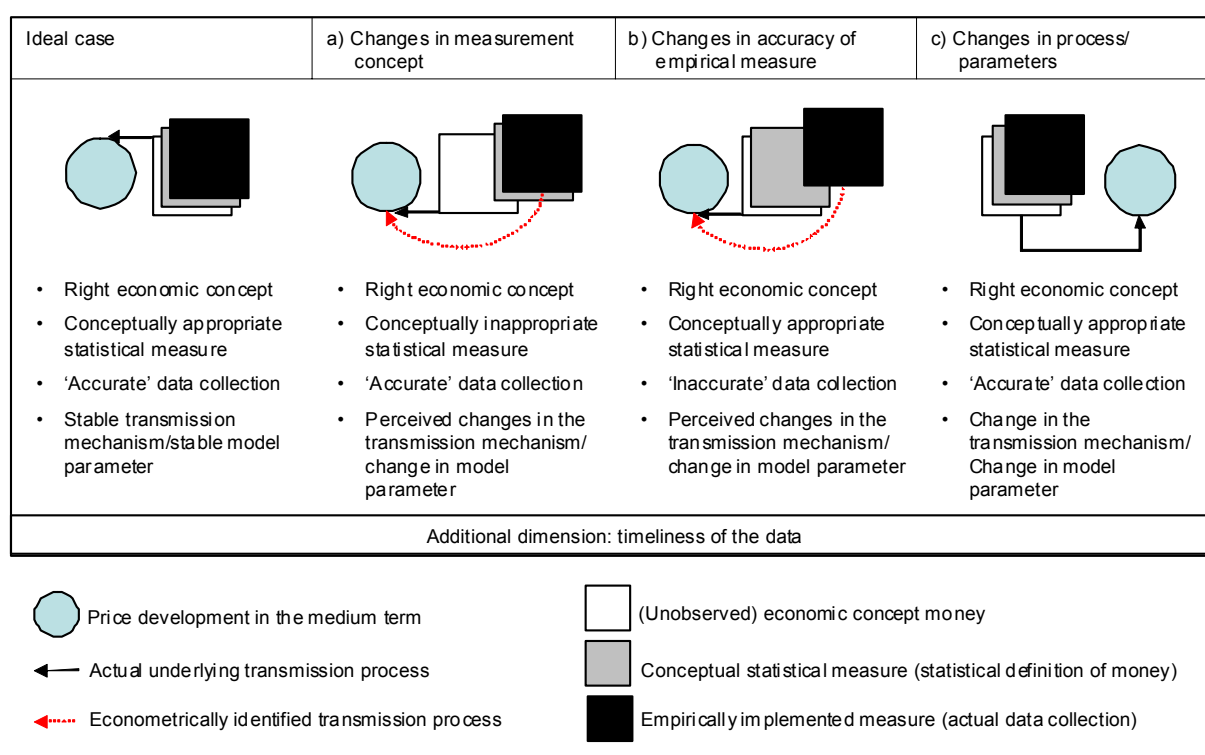 Ideal case
a) Changes in measurement
concept
b) Changes in accuracy of
empirical measure
c) Changes in process/
parameters
• Right economic concept
• Conceptually appropriate
statistical measure
• ‘Accurate’ data collection
• Stable transmission
mechanism/stable model
parameter
• Right economic concept
• Conceptually inappropriate
statistical measure
• ‘Accurate’ data collection
• Perceived changes in the
transmission mechanism/
change in model
parameter
• Right economic concept
• Conceptually appropriate
statistical measure
• ‘Inaccurate’ data collection
• Perceived changes in the
transmission mechanism/
change in model parameter
• Right economic concept
• Conceptually appropriate
statistical measure
• ‘Accurate’ data collection
• Change in the
transmission mechanism/
Change in model
parameter
Additional dimension: timeliness of the data
Price development in the medium term
Actual underlying transmission process
Econometrically identified transmission process
(Unobserved) economic concept money
Conceptual statistical measure (statistical definition of money)
Empirically implemented measure (actual data collection)